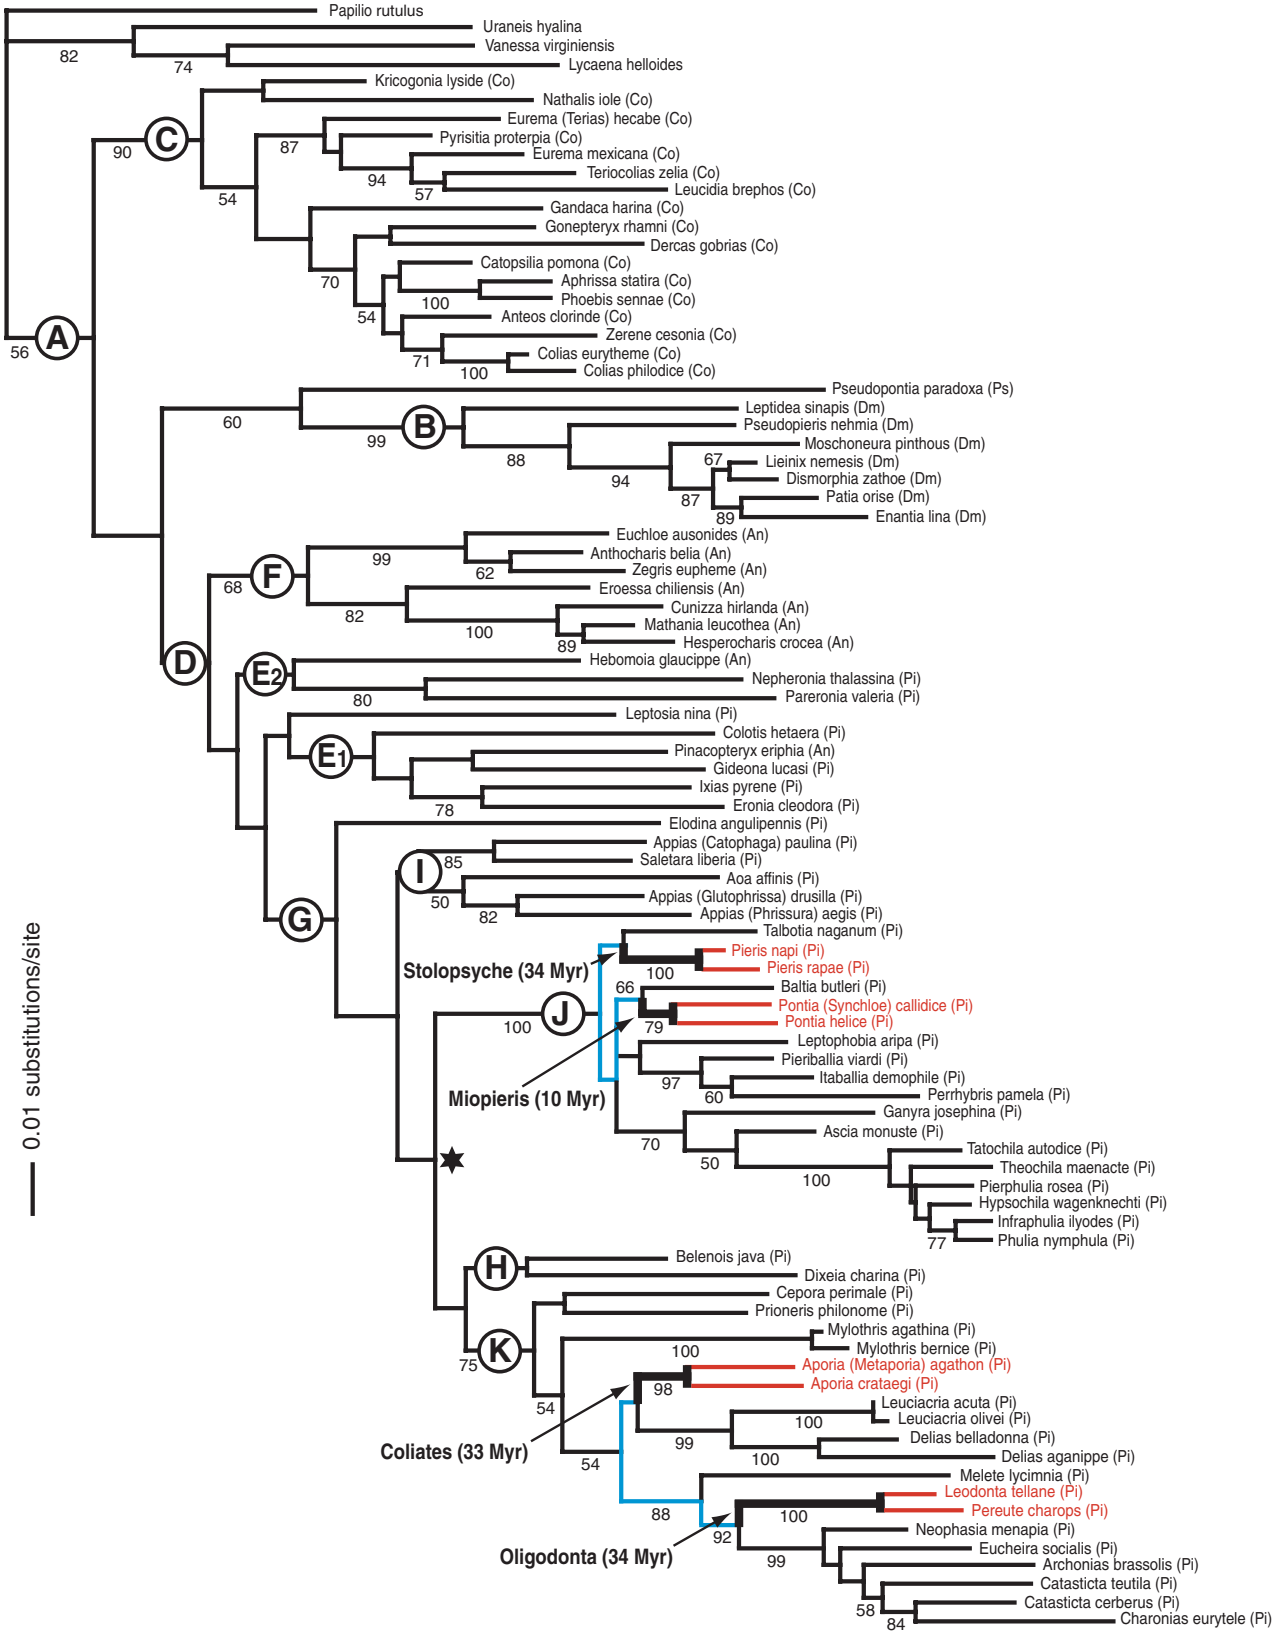 Papilio rutulus
Uraneis hyalina
82
Vanessa virginiensis
74
Lycaena helloides
Kricogonia lyside (Co)
Nathalis iole (Co)
90
C
Eurema (Terias) hecabe (Co)
87
Pyrisitia proterpia (Co)
Eurema mexicana (Co)
94
Teriocolias zelia (Co)
57
Leucidia brephos (Co)
54
Gandaca harina (Co)
Gonepteryx rhamni (Co)
Dercas gobrias (Co)
70
Catopsilia pomona (Co)
Aphrissa statira (Co)
100
Phoebis sennae (Co)
54
Anteos clorinde (Co)
Zerene cesonia (Co)
71
Colias eurytheme (Co)
100
Colias philodice (Co)
56
A
Pseudopontia paradoxa (Ps)
60
Leptidea sinapis (Dm)
99
B
Pseudopieris nehmia (Dm)
88
Moschoneura pinthous (Dm)
94
67
Lieinix nemesis (Dm)
Dismorphia zathoe (Dm)
87
Patia orise (Dm)
89
Enantia lina (Dm)
Euchloe ausonides (An)
99
Anthocharis belia (An)
62
Zegris eupheme (An)
68
F
Eroessa chiliensis (An)
82
Cunizza hirlanda (An)
100
Mathania leucothea (An)
89
Hesperocharis crocea (An)
D
Hebomoia glaucippe (An)
E2
Nepheronia thalassina (Pi)
80
Pareronia valeria (Pi)
Leptosia nina (Pi)
Colotis hetaera (Pi)
E1
Pinacopteryx eriphia (An)
Gideona lucasi (Pi)
Ixias pyrene (Pi)
78
Eronia cleodora (Pi)
Elodina angulipennis (Pi)
Appias (Catophaga) paulina (Pi)
85
Saletara liberia (Pi)
I
Aoa affinis (Pi)
50
Appias (Glutophrissa) drusilla (Pi)
82
Appias (Phrissura) aegis (Pi)
G
Talbotia naganum (Pi)
Pieris napi (Pi)
Stolopsyche (34 Myr)
100
Pieris rapae (Pi)
66
Baltia butleri (Pi)
Pontia (Synchloe) callidice (Pi)
100
J
79
Pontia helice (Pi)
Leptophobia aripa (Pi)
Pieriballia viardi (Pi)
97
Itaballia demophile (Pi)
60
Perrhybris pamela (Pi)
Miopieris (10 Myr)
Ganyra josephina (Pi)
70
Ascia monuste (Pi)
50
Tatochila autodice (Pi)
100
Theochila maenacte (Pi)
Pierphulia rosea (Pi)
Hypsochila wagenknechti (Pi)
Infraphulia ilyodes (Pi)
77
Phulia nymphula (Pi)
0.01 substitutions/site
Belenois java (Pi)
H
Dixeia charina (Pi)
Cepora perimale (Pi)
Prioneris philonome (Pi)
75
K
Mylothris agathina (Pi)
100
Mylothris bernice (Pi)
Aporia (Metaporia) agathon (Pi)
98
Aporia crataegi (Pi)
54
Leuciacria acuta (Pi)
100
Leuciacria olivei (Pi)
99
Delias belladonna (Pi)
Coliates (33 Myr)
100
Delias aganippe (Pi)
54
Melete lycimnia (Pi)
88
Leodonta tellane (Pi)
100
Pereute charops (Pi)
92
Neophasia menapia (Pi)
Oligodonta (34 Myr)
99
Eucheira socialis (Pi)
Archonias brassolis (Pi)
Catasticta teutila (Pi)
58
Catasticta cerberus (Pi)
84
Charonias eurytele (Pi)